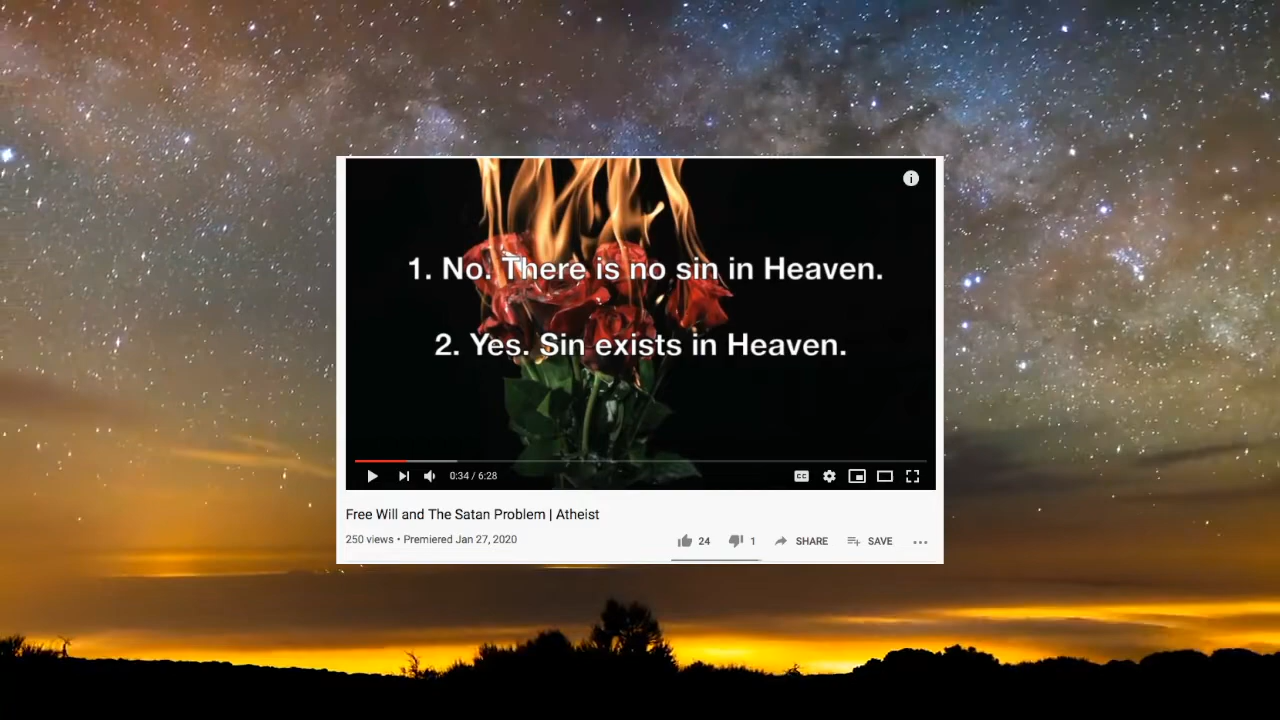 1. No. There is no sin in Heaven.
2. Yes. Sin exists in Heaven.
0:34 / 6:28
CC
Free Will and The Satan Problem | Atheist
250 views • Premiered Jan 27, 2020
24 1 SHARE SAVE